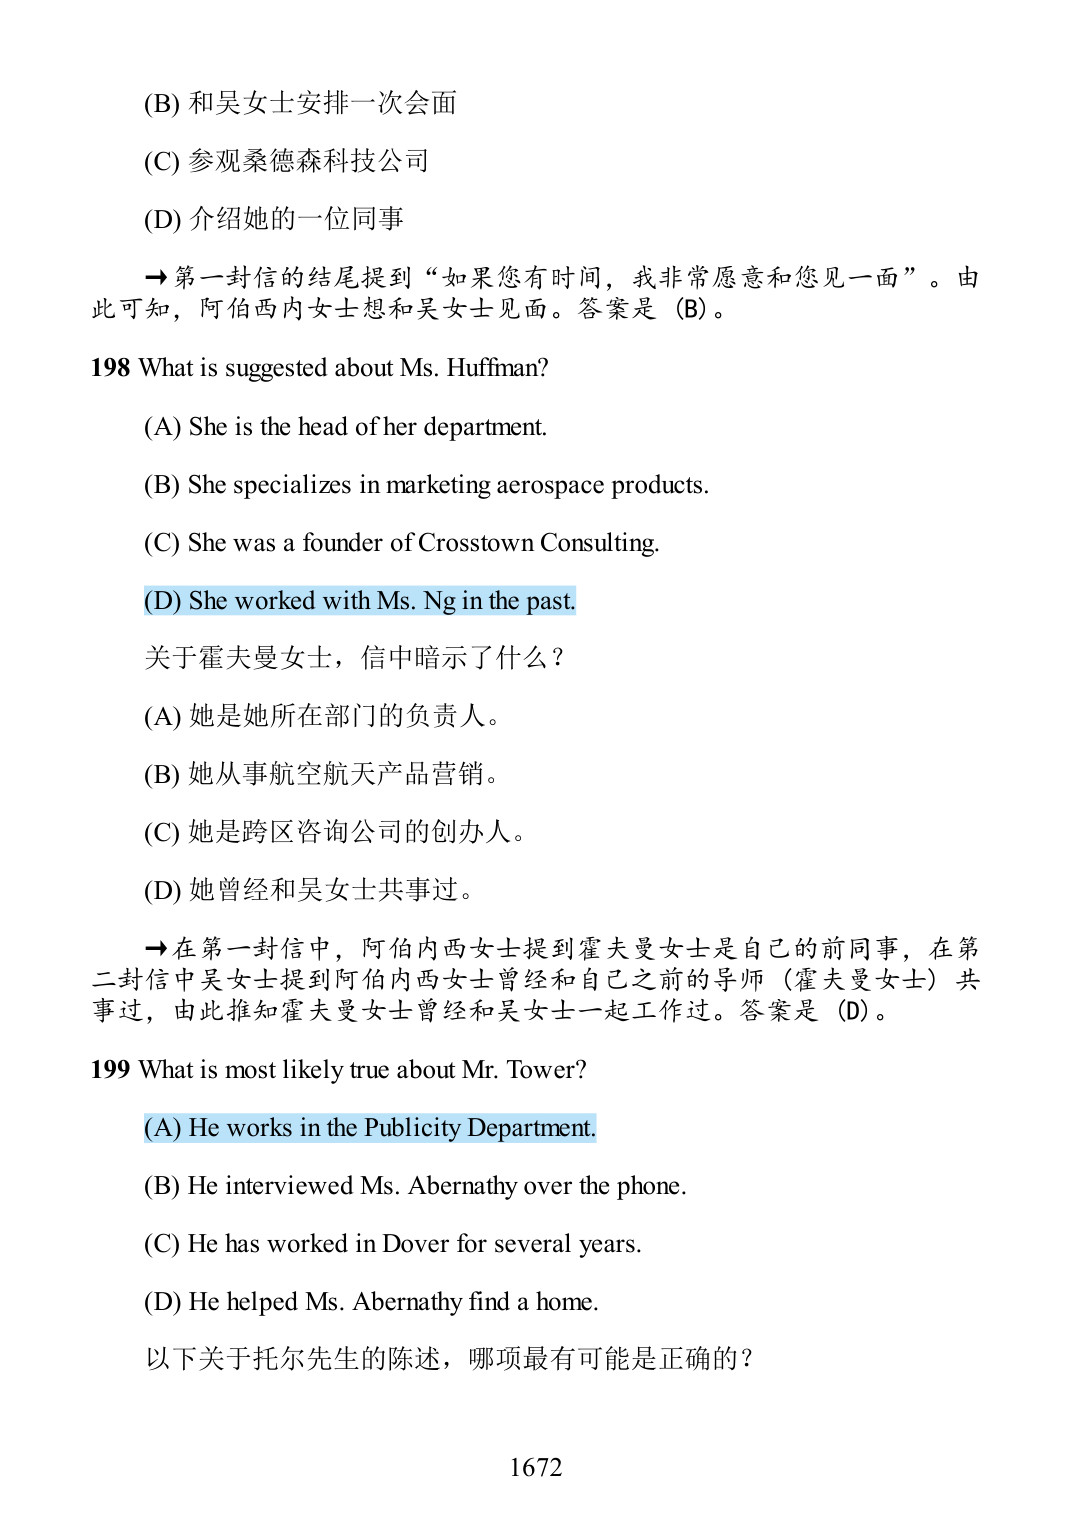 (B) 和吴女士安排一次会面
(C) 参观桑德森科技公司
(D) 介绍她的一位同事
→第一封信的结尾提到“如果您有时间，我非常愿意和您见一面”。由
此可知，阿伯西内女士想和吴女士见面。答案是 (B)。
198 What is suggested about Ms. Huffman?
(A) She is the head of her department.
(B) She specializes in marketing aerospace products.
(C) She was a founder of Crosstown Consulting.
(D) She worked with Ms. Ng in the past.
关于霍夫曼女士，信中暗示了什么？
(A) 她是她所在部门的负责人。
(B) 她从事航空航天产品营销。
(C) 她是跨区咨询公司的创办人。
(D) 她曾经和吴女士共事过。
→在第一封信中，阿伯内西女士提到霍夫曼女士是自己的前同事，在第
二封信中吴女士提到阿伯内西女士曾经和自己之前的导师 (霍夫曼女士) 共
事过，由此推知霍夫曼女士曾经和吴女士一起工作过。答案是 (D)。
199 What is most likely true about Mr. Tower?
(A) He works in the Publicity Department.
(B) He interviewed Ms. Abernathy over the phone.
(C) He has worked in Dover for several years.
(D) He helped Ms. Abernathy find a home.
以下关于托尔先生的陈述，哪项最有可能是正确的？
1672